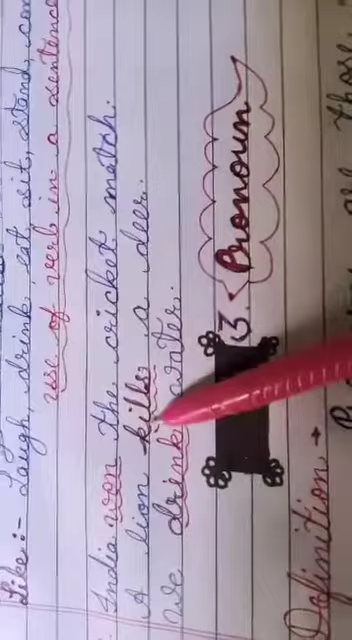 Like:- Laugh, drink, eat, sit, stand,
use of verb in a sentence
India won the cricket match.
A lion kills a deer.
We drink water.
3. Pronoun
Definition →
those